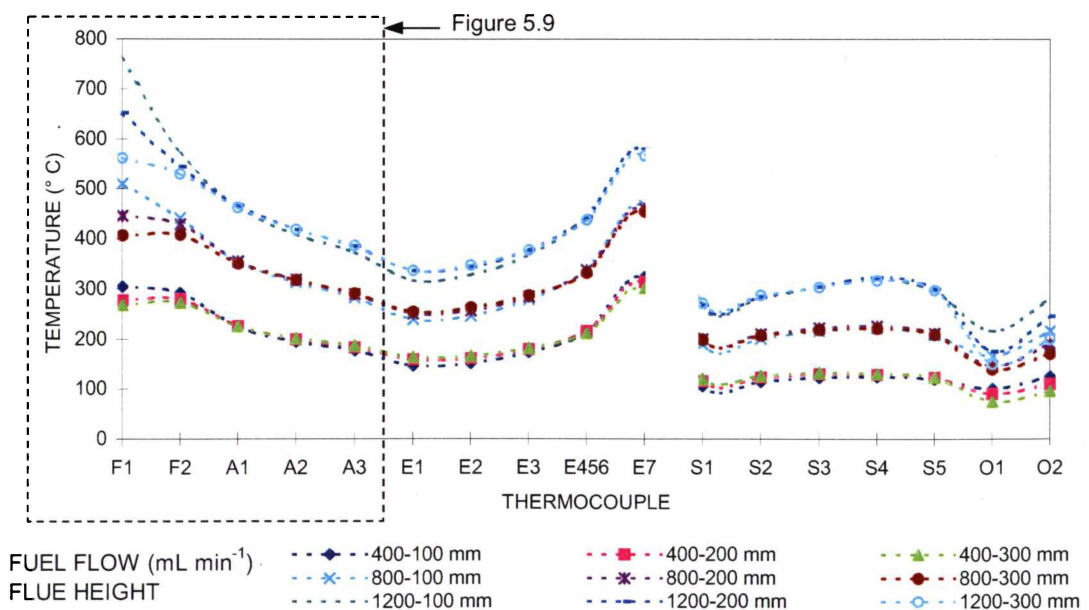 Figure 5.9
800
700
600
500
400
300
200
100
0
TEMPERATURE (° C)
F1 F2 A1 A2 A3 E1 E2 E3 E456 E7 S1 S2 S3 S4 S5 O1 O2
THERMOCOUPLE
FUEL FLOW (mL min⁻¹)
FLUE HEIGHT
400-100 mm 400-200 mm 400-300 mm
800-100 mm 800-200 mm 800-300 mm
1200-100 mm 1200-200 mm 1200-300 mm